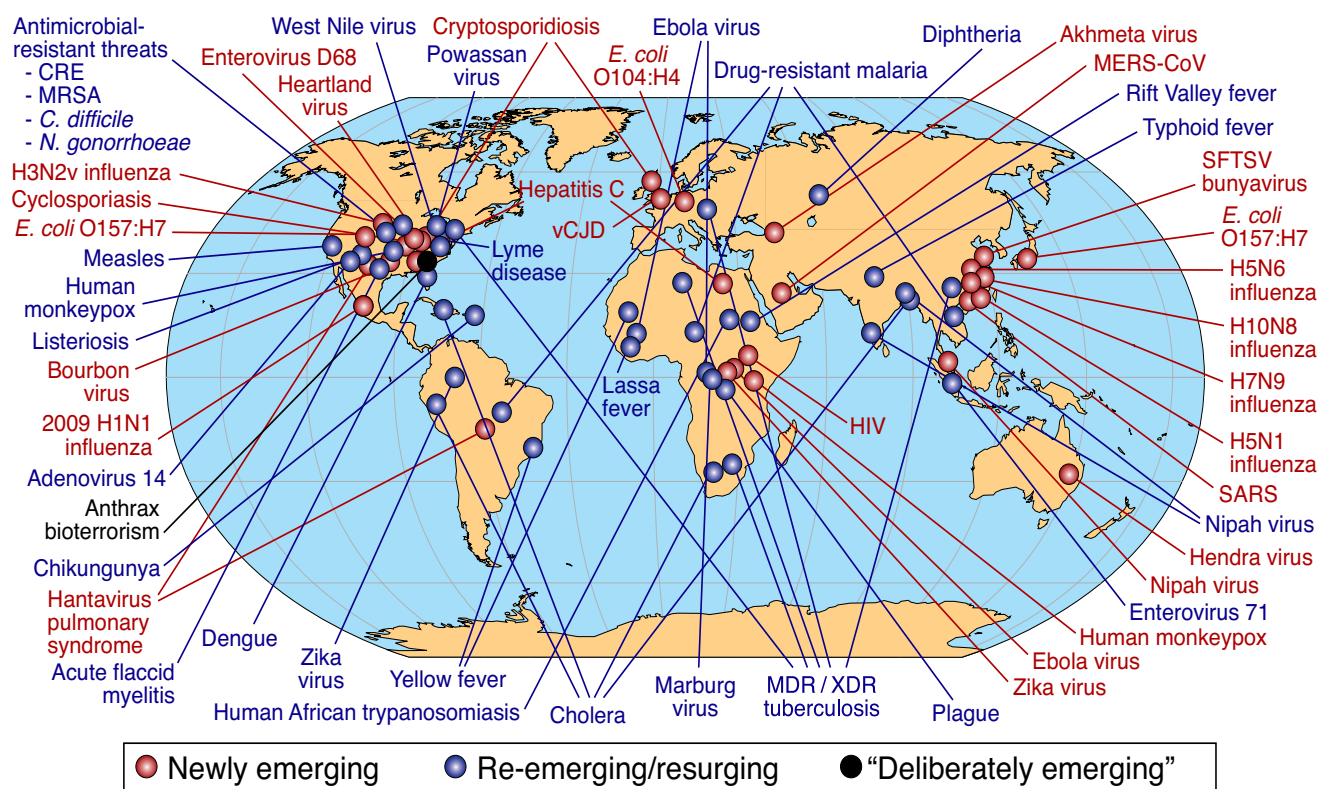 Antimicrobial-
resistant threats
- CRE
- MRSA
- C. difficile
- N. gonorrhoeae
West Nile virus
Cryptosporidiosis
Ebola virus
Diphtheria
Akhmeta virus
Enterovirus D68
Powassan
virus
E. coli
O104:H4
Drug-resistant malaria
MERS-CoV
Heartland
virus
Rift Valley fever
Typhoid fever
H3N2v influenza
Cyclosporiasis
E. coli O157:H7
Measles
Human
monkeypox
Listeriosis
Bourbon
virus
2009 H1N1
influenza
Adenovirus 14
Anthrax
bioterrorism
Chikungunya
Hantavirus
pulmonary
syndrome
Acute flaccid
myelitis
Hepatitis C
vCJD
Lyme
disease
Lassa
fever
HIV
SFTSV
bunyavirus
E. coli
O157:H7
H5N6
influenza
H10N8
influenza
H7N9
influenza
H5N1
influenza
SARS
Nipah virus
Hendra virus
Nipah virus
Enterovirus 71
Human monkeypox
Ebola virus
Zika virus
Dengue
Zika
virus
Yellow fever
Human African trypanosomiasis
Cholera
Marburg
virus
MDR / XDR
tuberculosis
Plague
Newly emerging
Re-emerging/resurging
“Deliberately emerging”